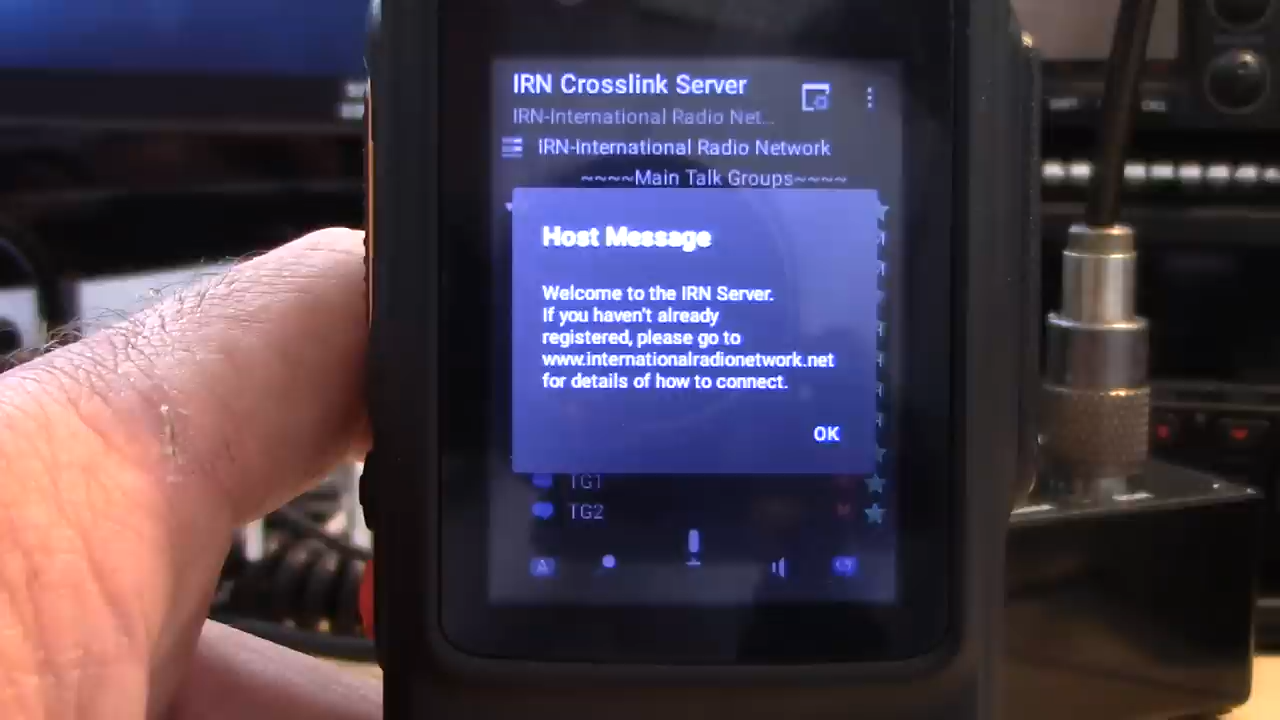 IRN Crosslink Server
IRN-International Radio Net...
IRN-International Radio Network
~~~~Main Talk Groups~~~~
Host Message
Welcome to the IRN Server.
If you haven't already
registered, please go to
www.internationalradionetwork.net
for details of how to connect.
OK
TG1
TG2
A